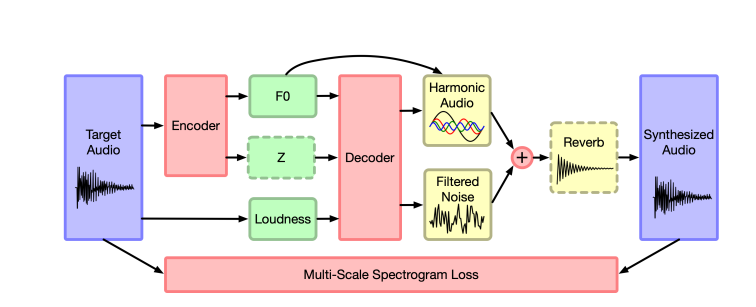 Target
Audio
Encoder
F0
Z
Loudness
Decoder
Harmonic
Audio
Filtered
Noise
+
Reverb
Synthesized
Audio
Multi-Scale Spectrogram Loss